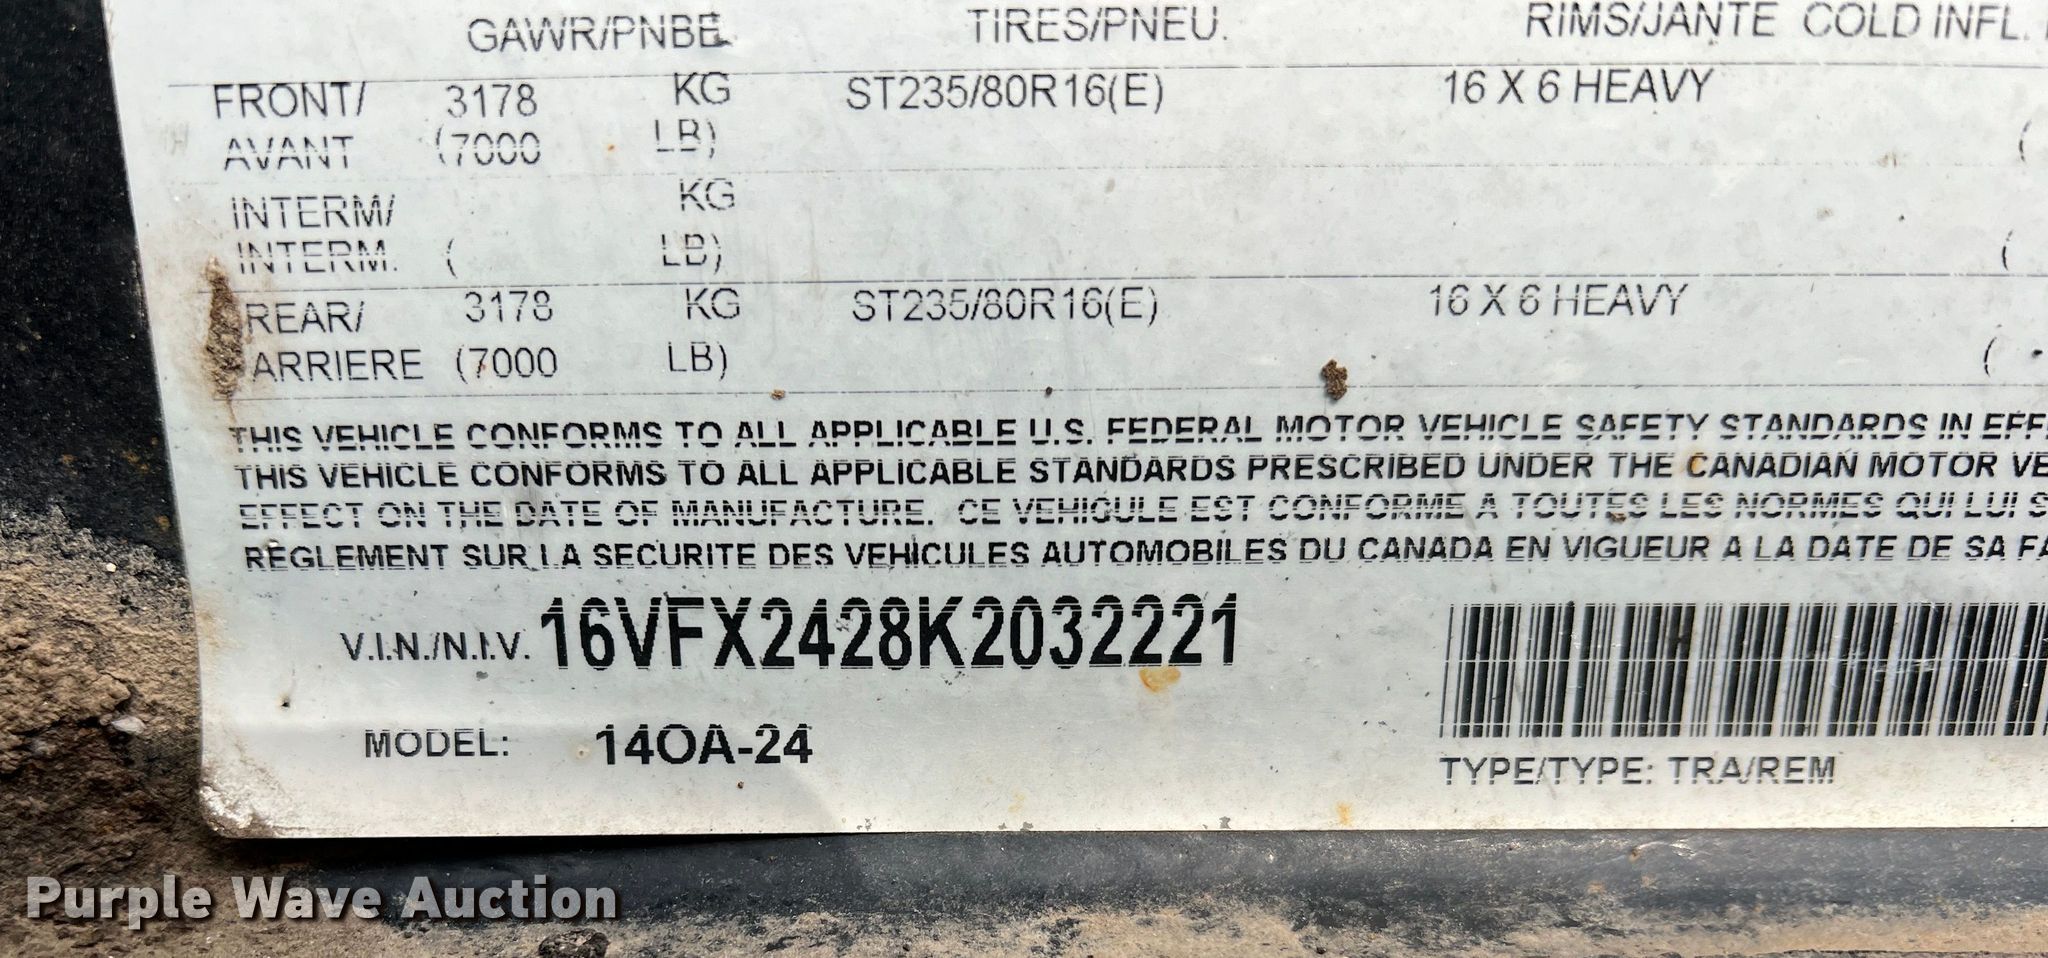 GAWR/PNBE TIRES/PNEU. RIMS/JANTE COLD INFL.
FRONT/ 3178 KG ST235/80R16(E) 16 X 6 HEAVY
AVANT (7000 LB) (
INTERM/ KG
INTERM. ( LB) (
REAR/ 3178 KG ST235/80R16(E) 16 X 6 HEAVY
ARRIERE (7000 LB) (
THIS VEHICLE CONFORMS TO ALL APPLICABLE U.S. FEDERAL MOTOR VEHICLE SAFETY STANDARDS IN EFF
THIS VEHICLE CONFORMS TO ALL APPLICABLE STANDARDS PRESCRIBED UNDER THE CANADIAN MOTOR VE
EFFECT ON THE DATE OF MANUFACTURE. CE VEHICULE EST CONFORME A TOUTES LES NORMES QUI LUI S
REGLEMENT SUR LA SECURITE DES VEHICULES AUTOMOBILES DU CANADA EN VIGUEUR A LA DATE DE SA FA
V.I.N./N.I.V. 16VFX2428K2032221
MODEL: 14OA-24
TYPE/TYPE: TRA/REM
Purple Wave Auction